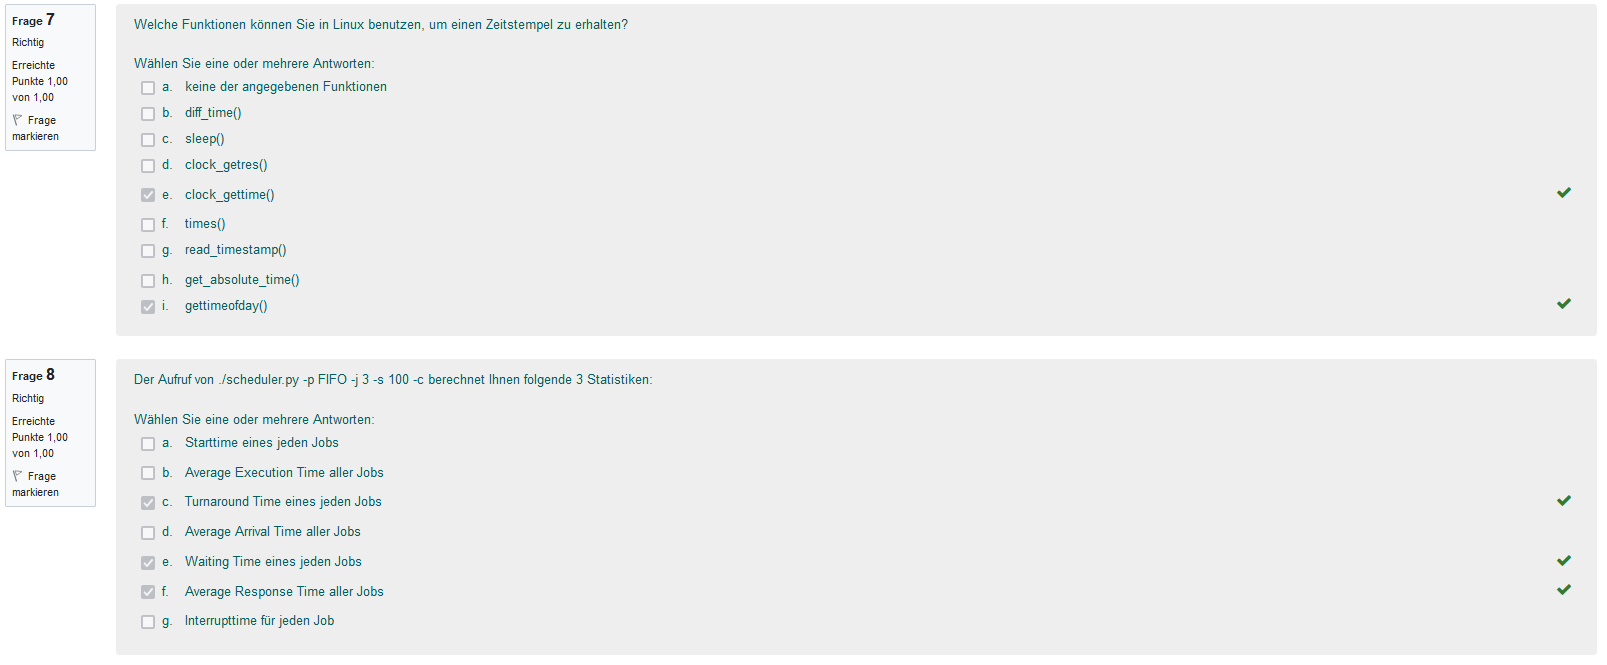 Frage 7
Richtig
Erreichte
Punkte 1,00
von 1,00
Frage
markieren
Welche Funktionen können Sie in Linux benutzen, um einen Zeitstempel zu erhalten?
Wählen Sie eine oder mehrere Antworten:
a. keine der angegebenen Funktionen
b. diff_time()
c. sleep()
d. clock_getres()
e. clock_gettime()
f. times()
g. read_timestamp()
h. get_absolute_time()
i. gettimeofday()
Frage 8
Richtig
Erreichte
Punkte 1,00
von 1,00
Frage
markieren
Der Aufruf von ./scheduler.py -p FIFO -j 3 -s 100 -c berechnet Ihnen folgende 3 Statistiken:
Wählen Sie eine oder mehrere Antworten:
a. Starttime eines jeden Jobs
b. Average Execution Time aller Jobs
c. Turnaround Time eines jeden Jobs
d. Average Arrival Time aller Jobs
e. Waiting Time eines jeden Jobs
f. Average Response Time aller Jobs
g. Interrupttime für jeden Job